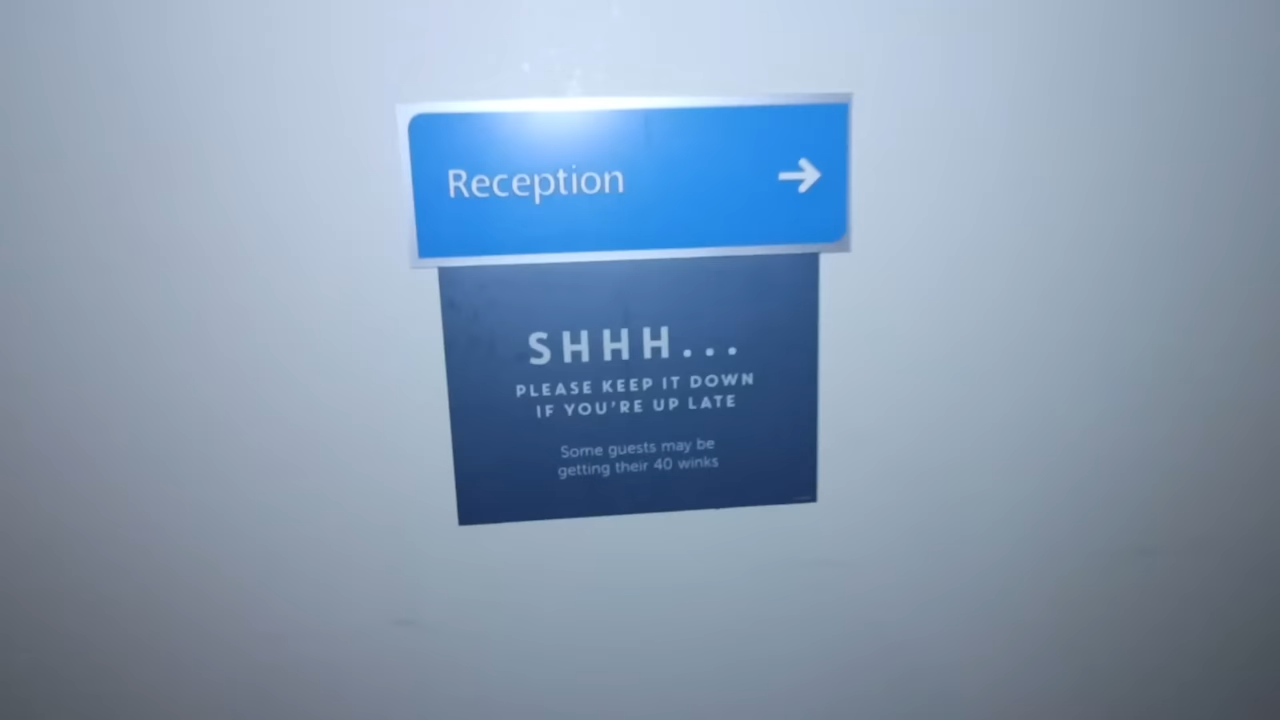 Reception →
SHHH...
PLEASE KEEP IT DOWN
IF YOU'RE UP LATE
Some guests may be
getting their 40 winks